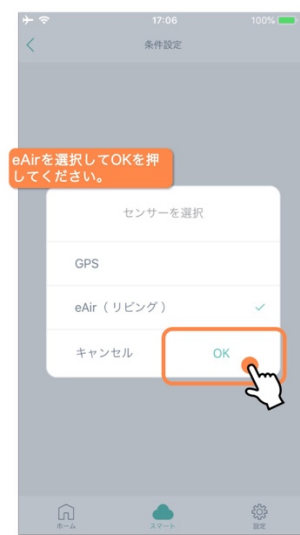 17:06
100%
条件設定
eAirを選択してOKを押
してください。
センサーを選択
GPS
eAir（リビング）
キャンセル OK
ホーム スマート 設定